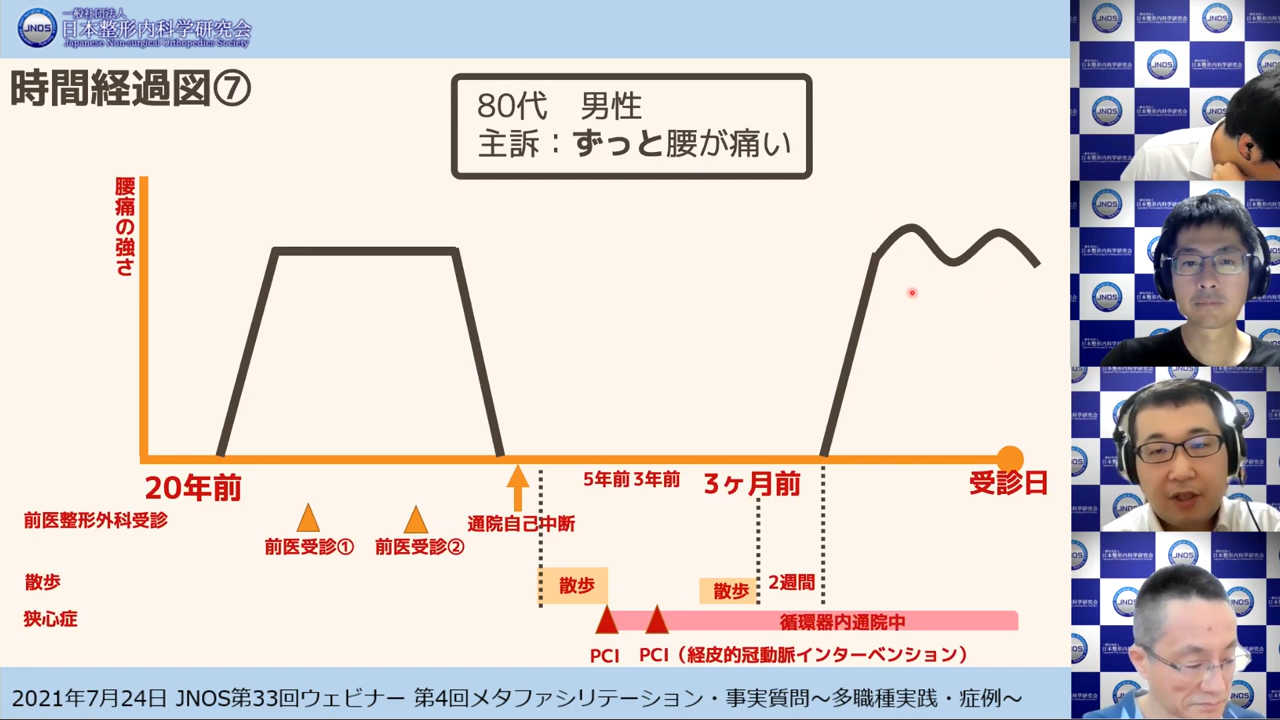 JNOS
一般社団法人
日本整形内科学研究会
Japanese Non-surgical Orthopedics Society
時間経過図⑦
80代 男性
主訴：ずっと腰が痛い
腰痛の強さ
20年前
5年前
3年前
3ヶ月前
受診日
前医整形外科受診
前医受診①
前医受診②
通院自己中断
散歩
散歩
散歩
2週間
狭心症
循環器内通院中
PCI
PCI（経皮的冠動脈インターベンション）
2021年7月24日 JNOS第33回ウェビナー 第4回メタファシリテーション・事実質問～多職種実践・症例～